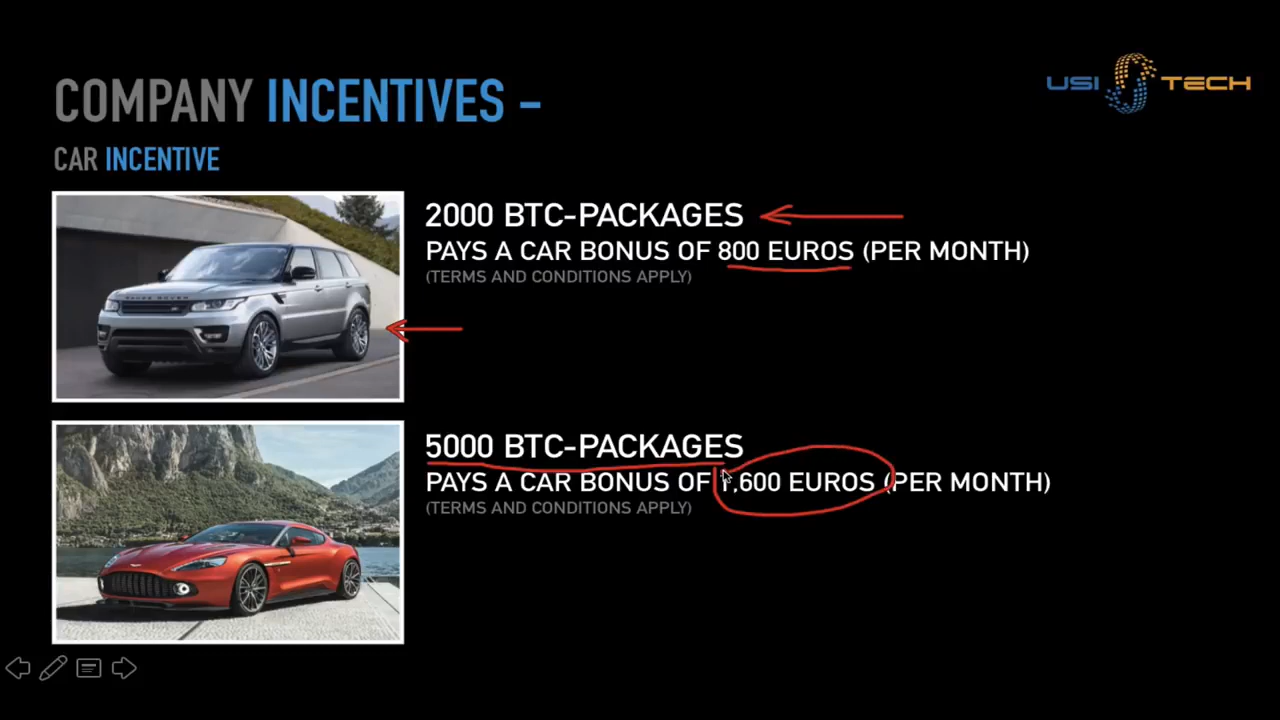 COMPANY INCENTIVES –
USI TECH
CAR INCENTIVE
2000 BTC-PACKAGES
PAYS A CAR BONUS OF 800 EUROS (PER MONTH)
(TERMS AND CONDITIONS APPLY)
5000 BTC-PACKAGES
PAYS A CAR BONUS OF 1,600 EUROS (PER MONTH)
(TERMS AND CONDITIONS APPLY)